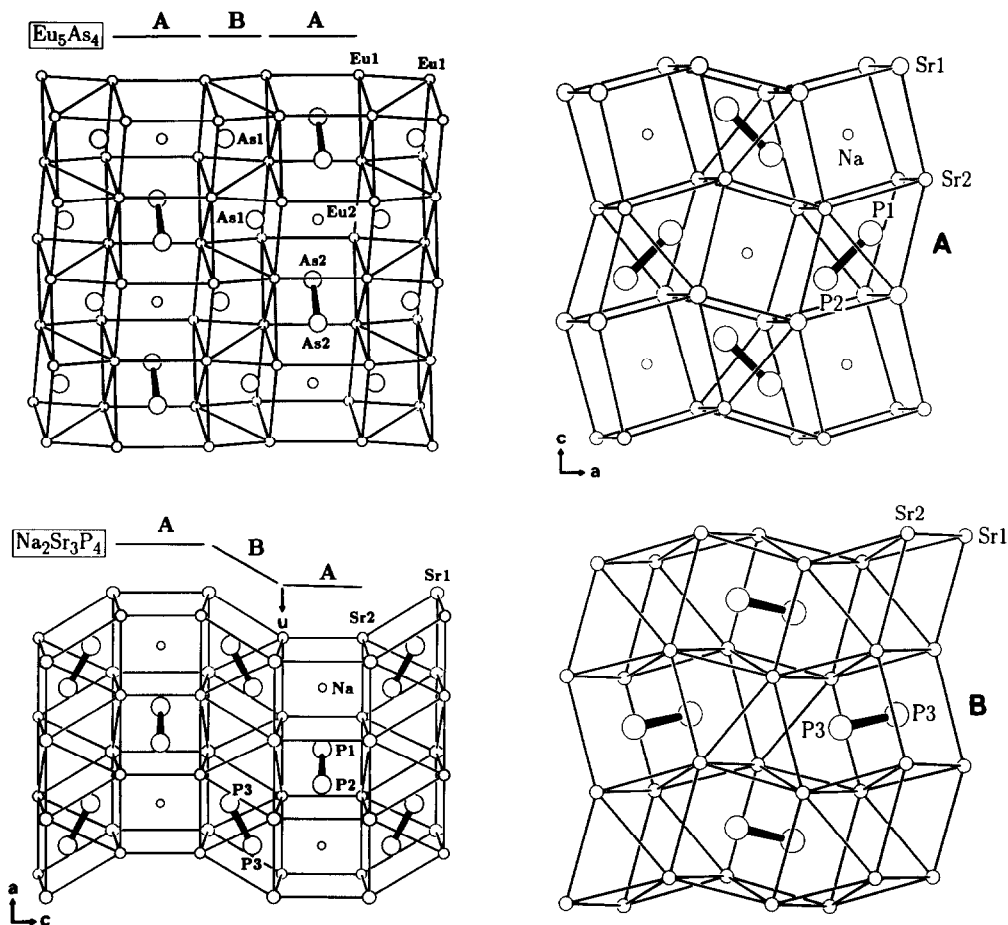 Eu₅As₄ A B A
Eu1 Eu1
As1
As1 Eu2
As2
As2
Sr1
Na
Sr2
P1
A
P2
c
a
Na₂Sr₃P₄ A
B
A
Sr1
u
Sr2
Na
P1
P3 P2
P3
a
c
Sr2
Sr1
P3 P3
B